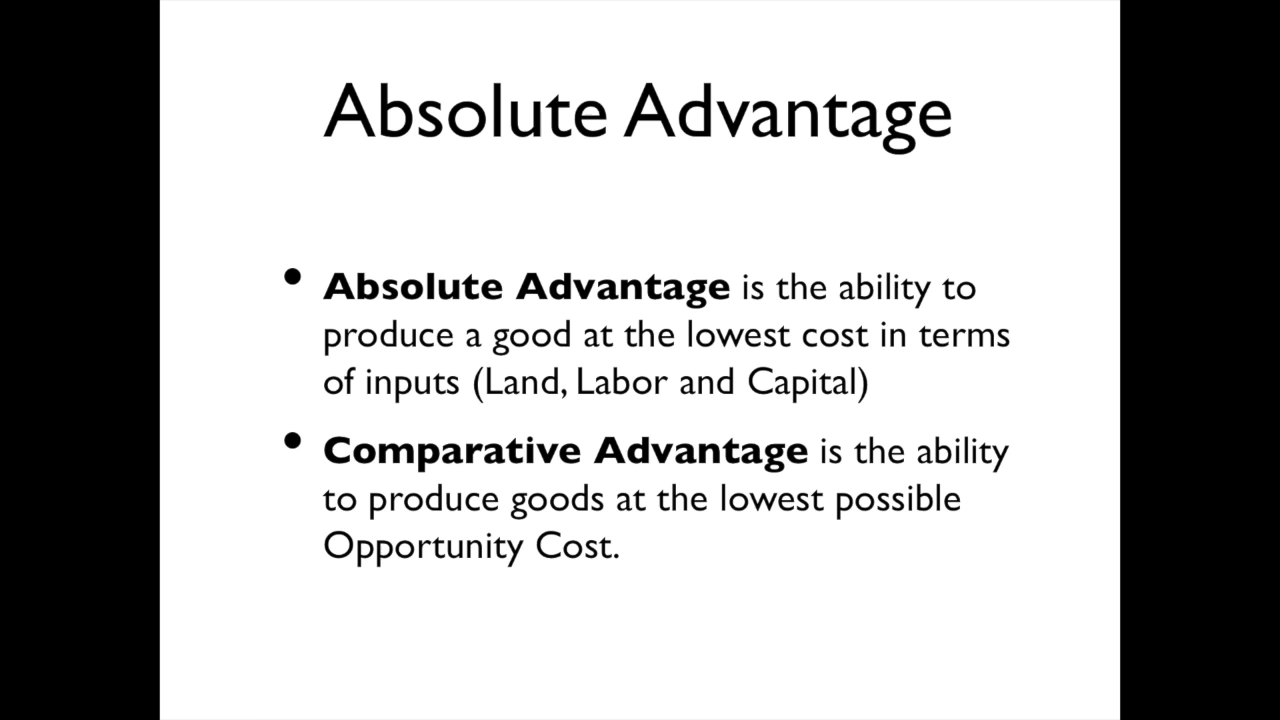 Absolute Advantage
• Absolute Advantage is the ability to
produce a good at the lowest cost in terms
of inputs (Land, Labor and Capital)
• Comparative Advantage is the ability
to produce goods at the lowest possible
Opportunity Cost.